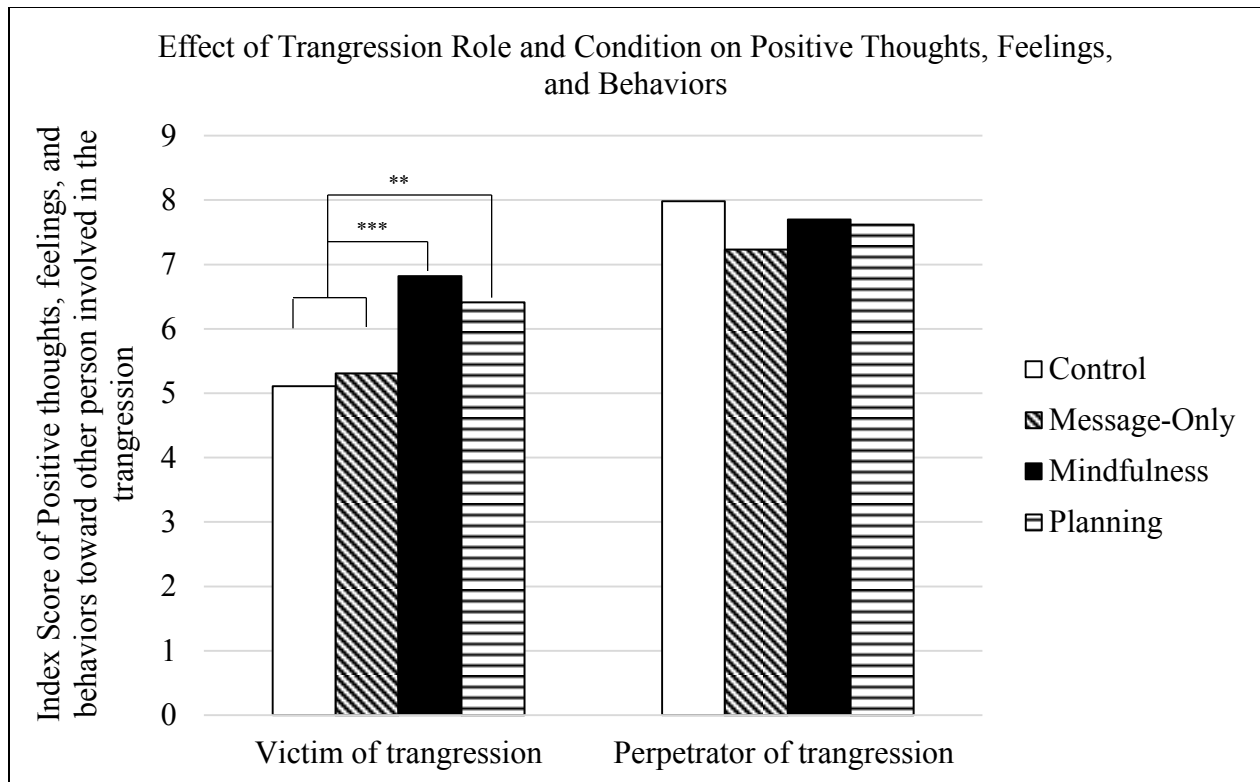 Effect of Trangression Role and Condition on Positive Thoughts, Feelings,
and Behaviors
Index Score of Positive thoughts, feelings, and
behaviors toward other person involved in the
trangression
9
8
7
6
5
4
3
2
1
0
**
***
Victim of trangression
Perpetrator of trangression
Control
Message-Only
Mindfulness
Planning